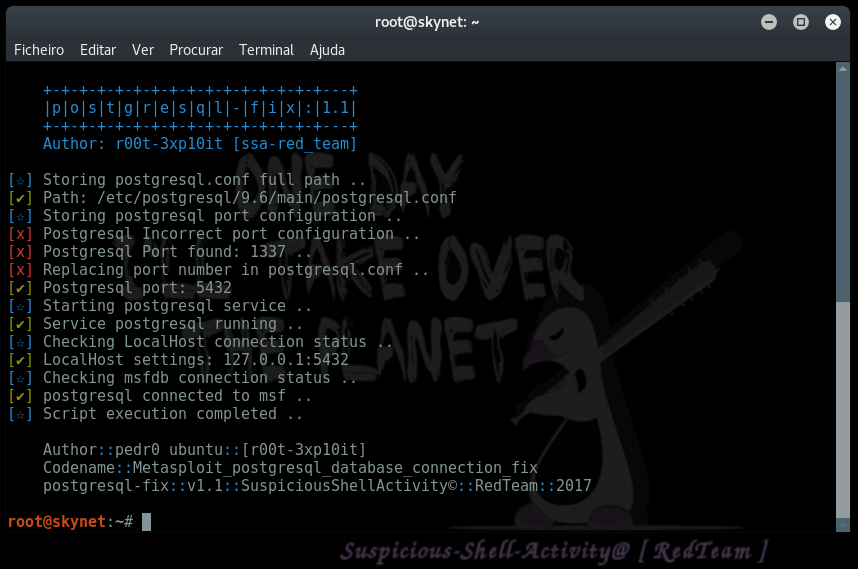 root@skynet: ~
Ficheiro Editar Ver Procurar Terminal Ajuda
+-+-+-+-+-+-+-+-+-+-+-+-+-+-+-+-+---+
|p|o|s|t|g|r|e|s|q|l|-|f|i|x|:|1.1|
+-+-+-+-+-+-+-+-+-+-+-+-+-+-+-+-+---+
Author: r00t-3xp10it [ssa-red_team]
[☆] Storing postgresql.conf full path ..
[✔] Path: /etc/postgresql/9.6/main/postgresql.conf
[☆] Storing postgresql port configuration ..
[x] Postgresql Incorrect port configuration ..
[x] Postgresql Port found: 1337 ..
[x] Replacing port number in postgresql.conf ..
[✔] Postgresql port: 5432
[☆] Starting postgresql service ..
[✔] Service postgresql running ..
[☆] Checking LocalHost connection status ..
[✔] LocalHost settings: 127.0.0.1:5432
[☆] Checking msfdb connection status ..
[✔] postgresql connected to msf ..
[☆] Script execution completed ..
Author::pedr0 ubuntu::[r00t-3xp10it]
Codename::Metasploit_postgresql_database_connection_fix
postgresql-fix::v1.1::SuspiciousShellActivity©::RedTeam::2017
root@skynet:~#
ONE DAY
I'LL TAKE OVER
THE PLANET
Suspicious-Shell-Activity@ [ RedTeam ]